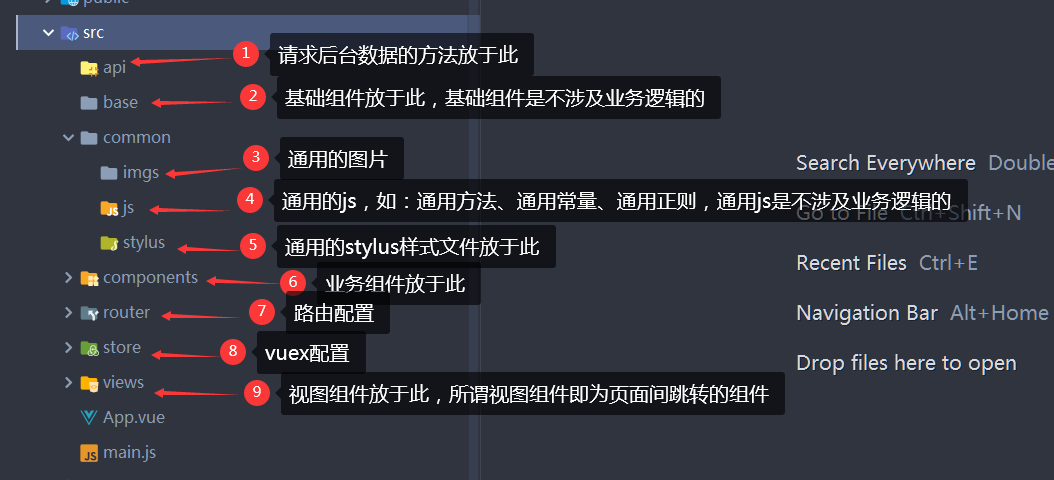 public
src
1 请求后台数据的方法放于此
api
2 基础组件放于此，基础组件是不涉及业务逻辑的
base
common
3 通用的图片
imgs
Search Everywhere Double
4 通用的js，如：通用方法、通用常量、通用正则，通用js是不涉及业务逻辑的
js
Go to File Ctrl+Shift+N
5 通用的stylus样式文件放于此
stylus
Recent Files Ctrl+E
6 业务组件放于此
components
7 路由配置
router
Navigation Bar Alt+Home
8 vuex配置
store
Drop files here to open
9 视图组件放于此，所谓视图组件即为页面间跳转的组件
views
App.vue
main.js